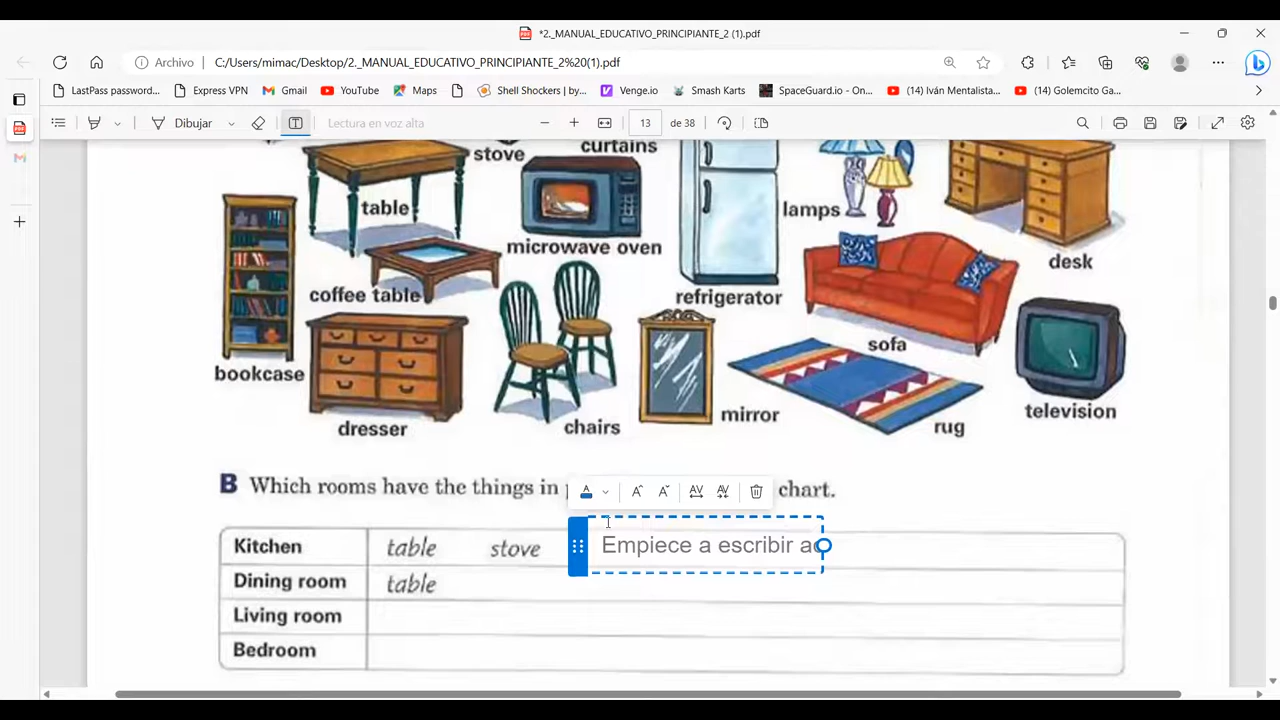 *2._MANUAL_EDUCATIVO_PRINCIPIANTE_2 (1).pdf
Archivo C:/Users/mimac/Desktop/2._MANUAL_EDUCATIVO_PRINCIPIANTE_2%20(1).pdf
LastPass password... Express VPN Gmail YouTube Maps Shell Shockers | by... Venge.io Smash Karts SpaceGuard.io - On... (14) Iván Mentalista... (14) Golemcito Ga...
Dibujar Lectura en voz alta 13 de 38
stove curtains
table lamps
microwave oven desk
coffee table refrigerator
sofa
bookcase mirror television
dresser chairs rug
B Which rooms have the things in chart.
Kitchen table stove Empiece a escribir
Dining room table
Living room
Bedroom